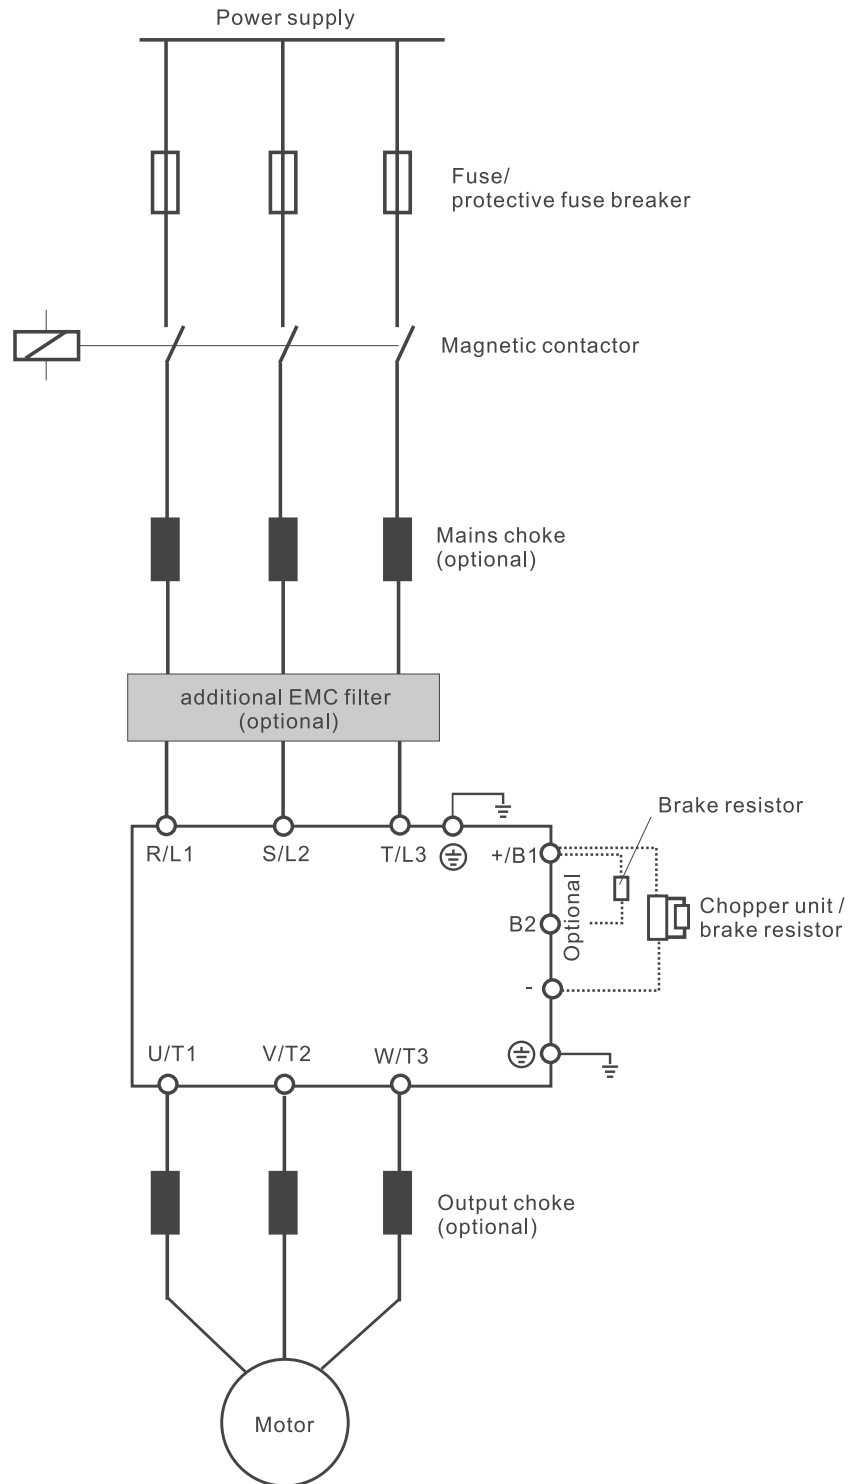 Power supply
Fuse/
protective fuse breaker
Magnetic contactor
Mains choke
(optional)
additional EMC filter
(optional)
Brake resistor
R/L1
S/L2
T/L3
+/B1
Optional
Chopper unit /
brake resistor
B2
-
U/T1
V/T2
W/T3
Output choke
(optional)
Motor